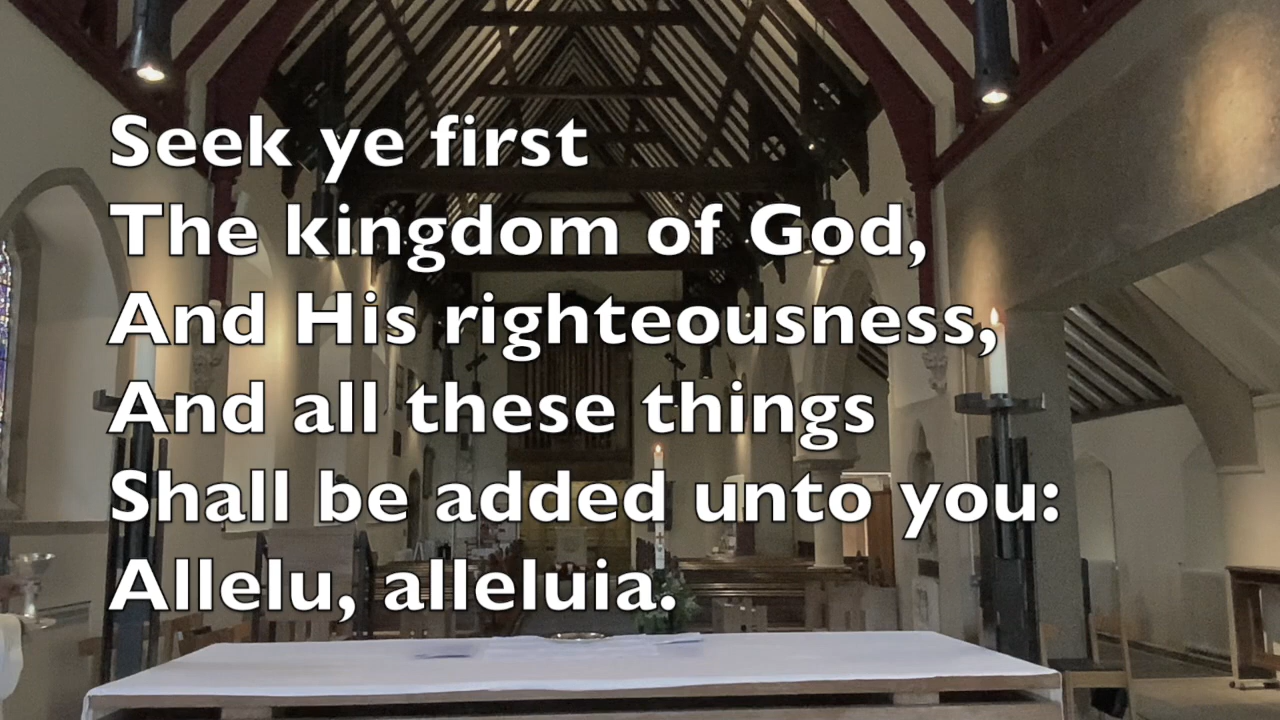 Seek ye first
The kingdom of God,
And His righteousness,
And all these things
Shall be added unto you:
Allelu, alleluia.